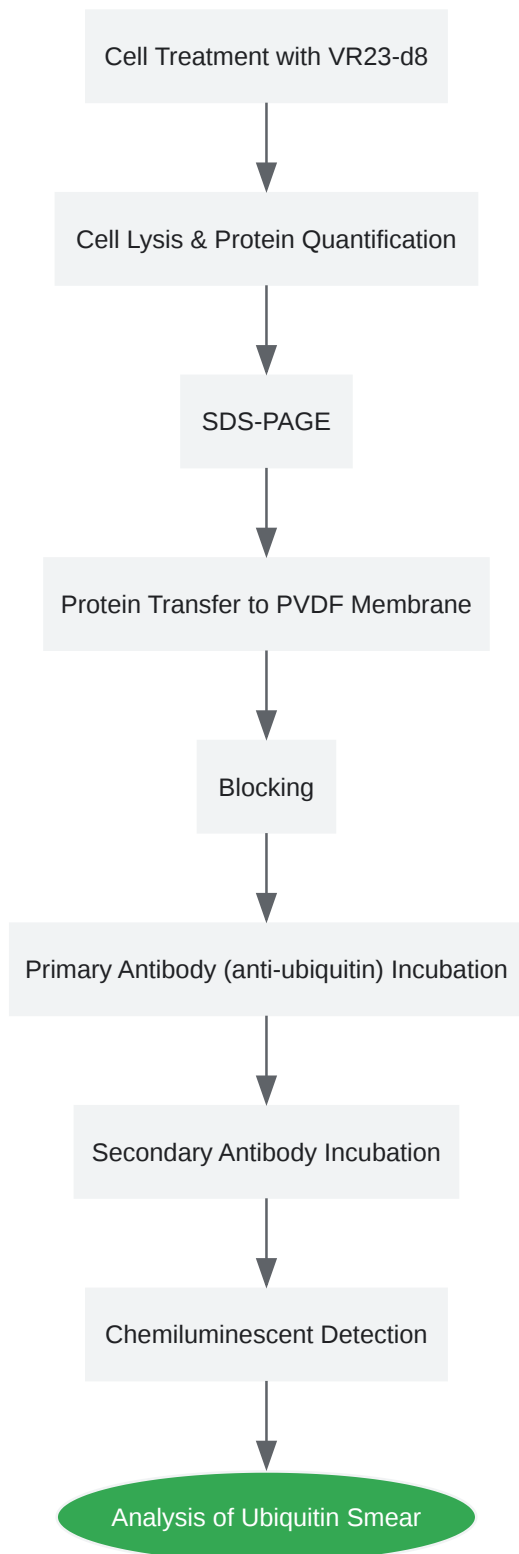 Cell Treatment with VR23-d8
Cell Lysis & Protein Quantification
SDS-PAGE
Protein Transfer to PVDF Membrane
Blocking
Primary Antibody (anti-ubiquitin) Incubation
Secondary Antibody Incubation
Chemiluminescent Detection
Analysis of Ubiquitin Smear